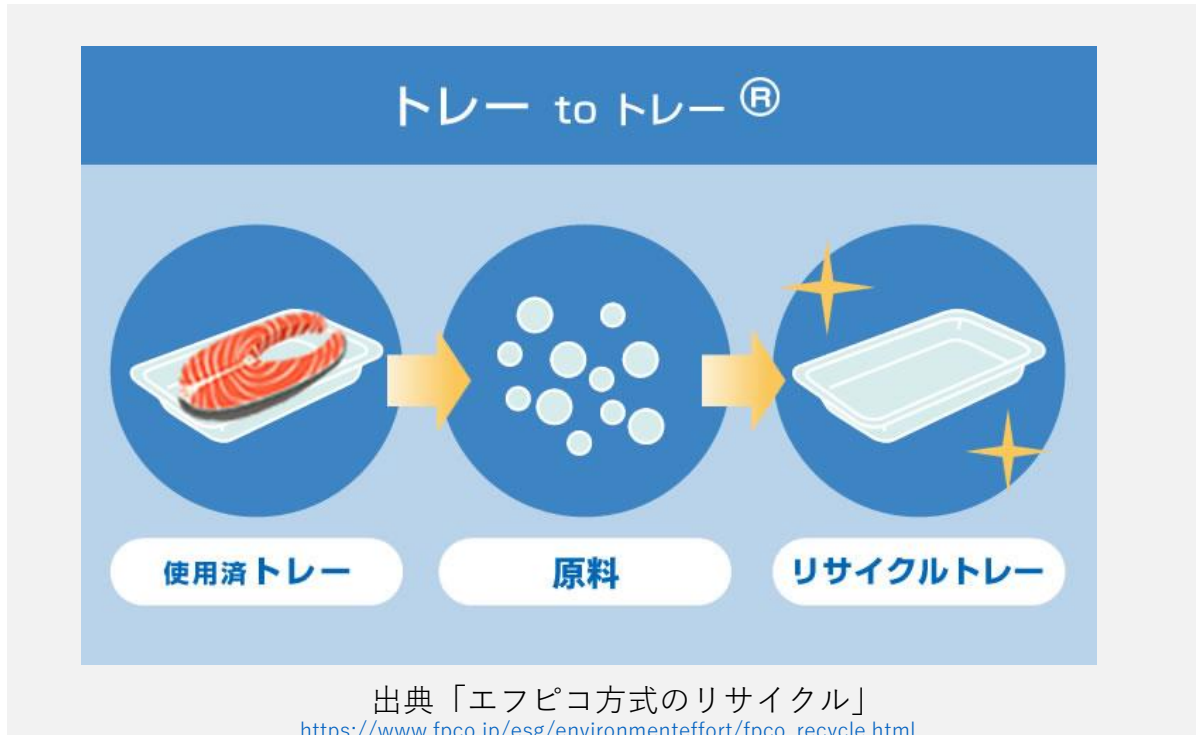 トレー to トレー ®
使用済トレー
原料
リサイクルトレー
出典「エフピコ方式のリサイクル」
https://www.fpco.jp/esg/environmenteffort/fpco_recycle.html